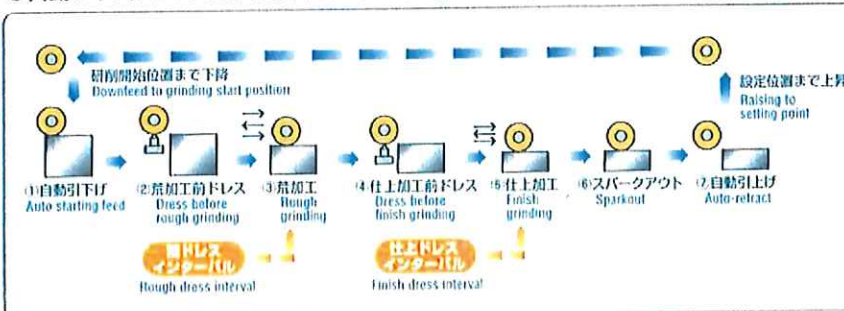 研削開始位置まで下降
Downfeed to grinding start position
設定位置まで上昇
Raising to
setting point
(1)自動引下げ
Auto starting feed
(2)荒加工前ドレス
Dress before
rough grinding
(3)荒加工
Rough
grinding
(4)仕上加工前ドレス
Dress before
finish grinding
(5)仕上加工
Finish
grinding
(6)スパークアウト
Sparkout
(7)自動引上げ
Auto-retract
荒ドレス
インターバル
Rough dress interval
仕上ドレス
インターバル
Finish dress interval